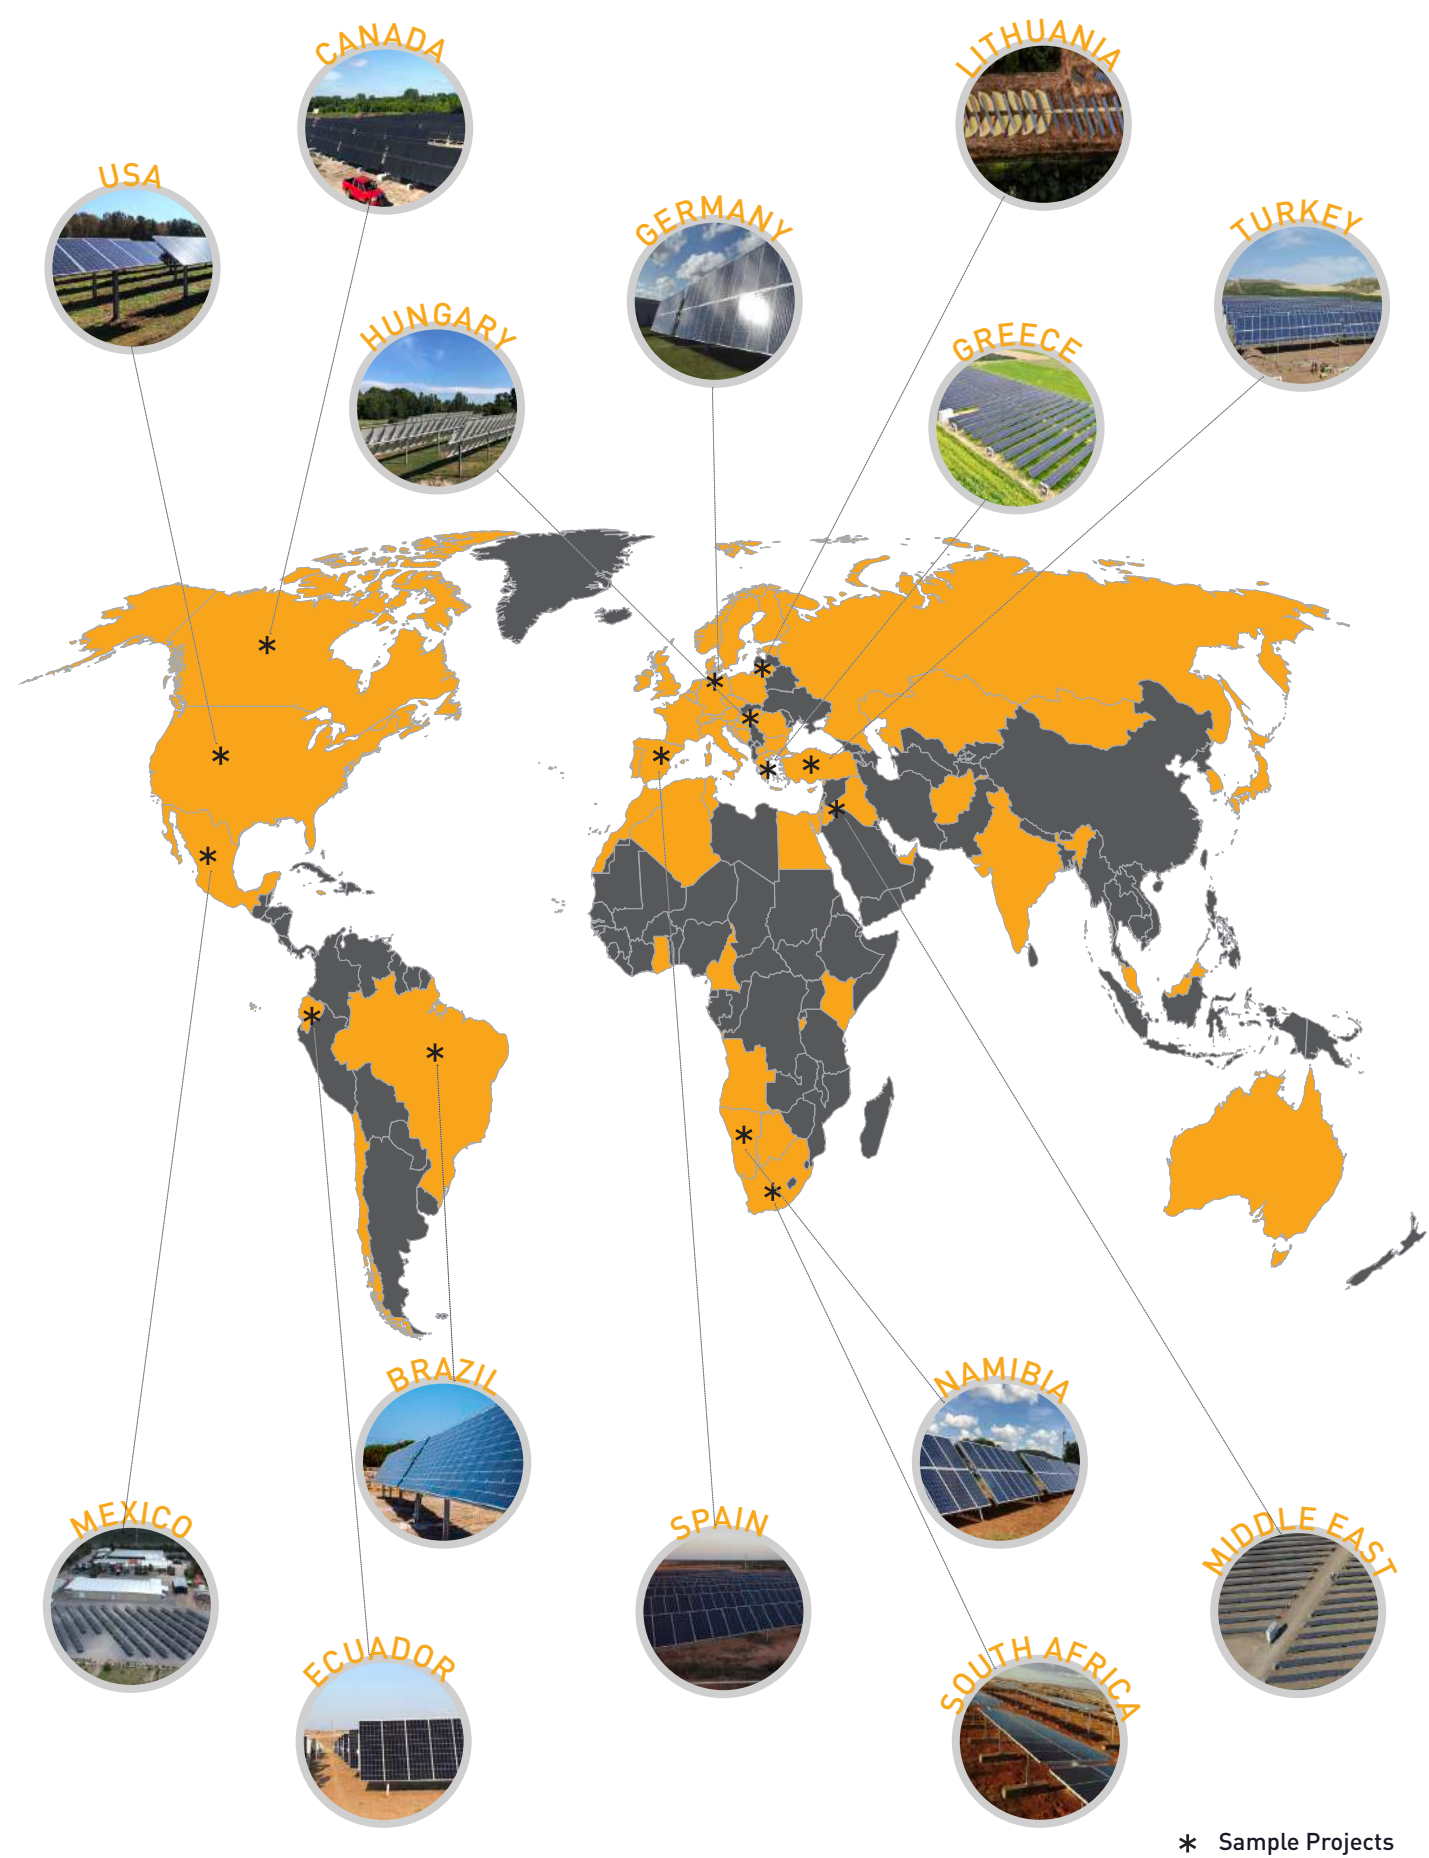 CANADA
LITHUANIA
USA
GERMANY
TURKEY
HUNGARY
GREECE
BRAZIL
NAMIBIA
MEXICO
SPAIN
MIDDLE EAST
ECUADOR
SOUTH AFRICA
* Sample Projects